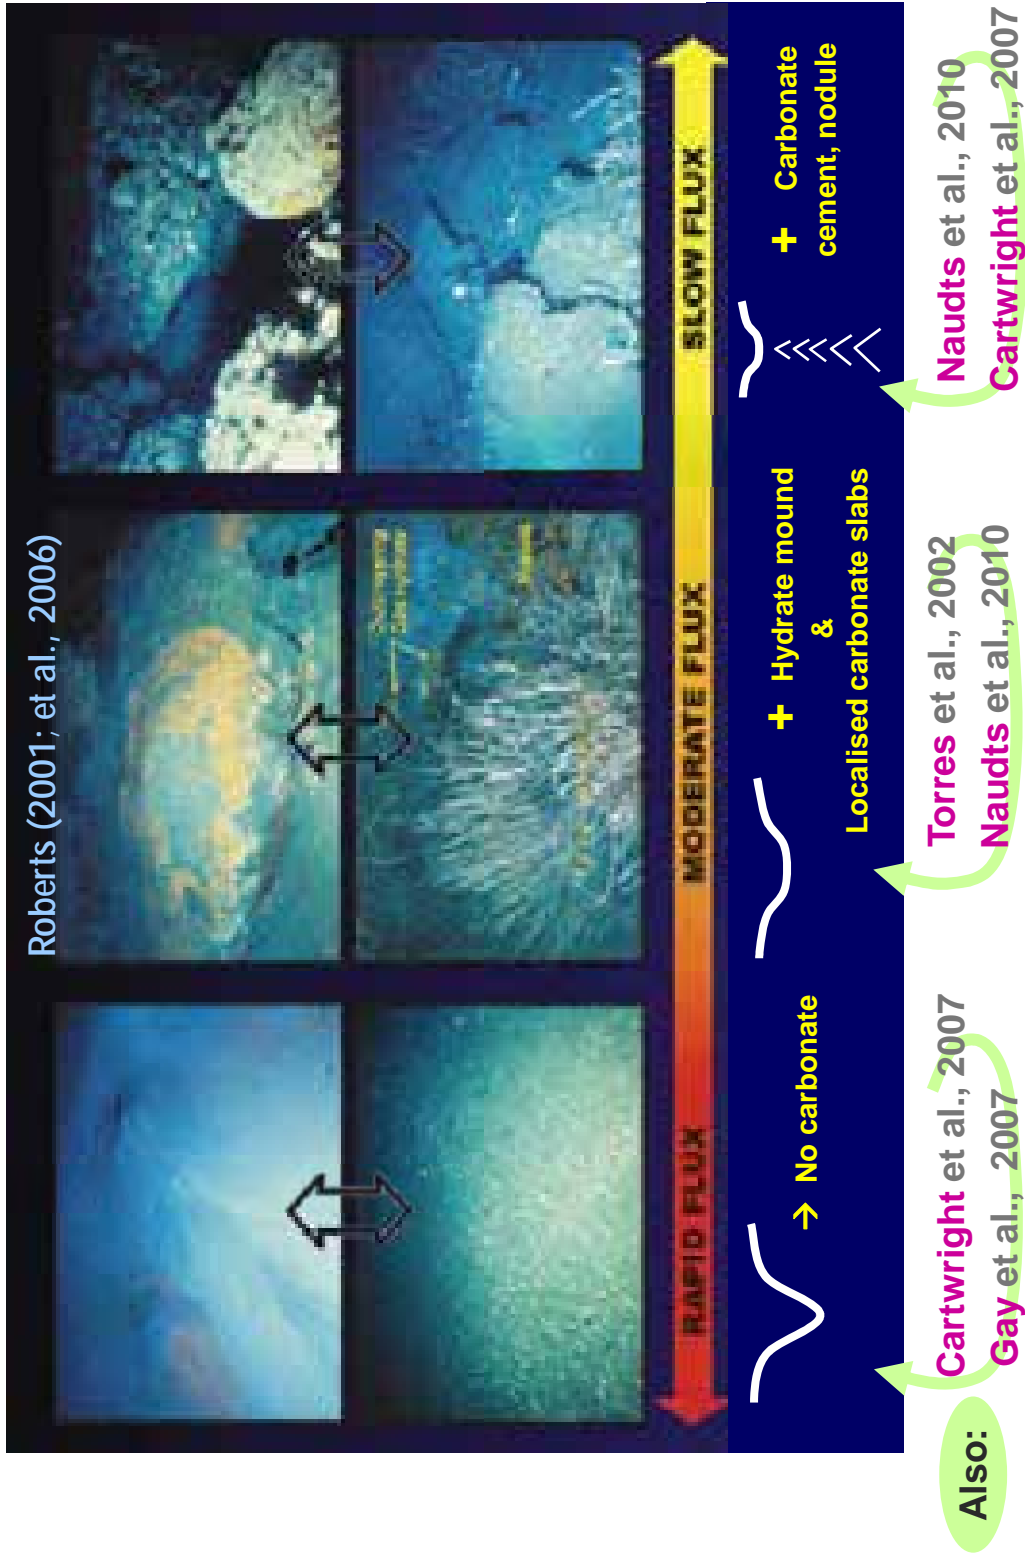 Roberts (2001; et al., 2006)
RAPID FLUX
MODERATE FLUX
SLOW FLUX
→ No carbonate
+ Hydrate mound
&
Localised carbonate slabs
+ Carbonate
cement, nodule
Also:
Cartwright et al., 2007
Gay et al., 2007
Torres et al., 2002
Naudts et al., 2010
Naudts et al., 2010
Cartwright et al., 2007